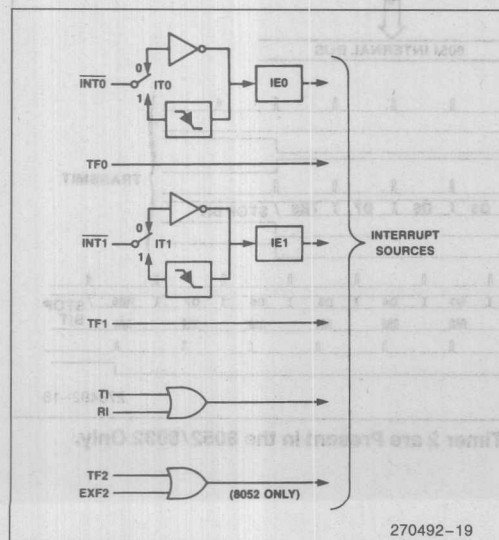 0
INT0
IT0
1
IE0
TF0
0
INT1
IT1
1
IE1
INTERRUPT
SOURCES
TF1
TI
RI
TF2
EXF2
(8052 ONLY)
270492-19